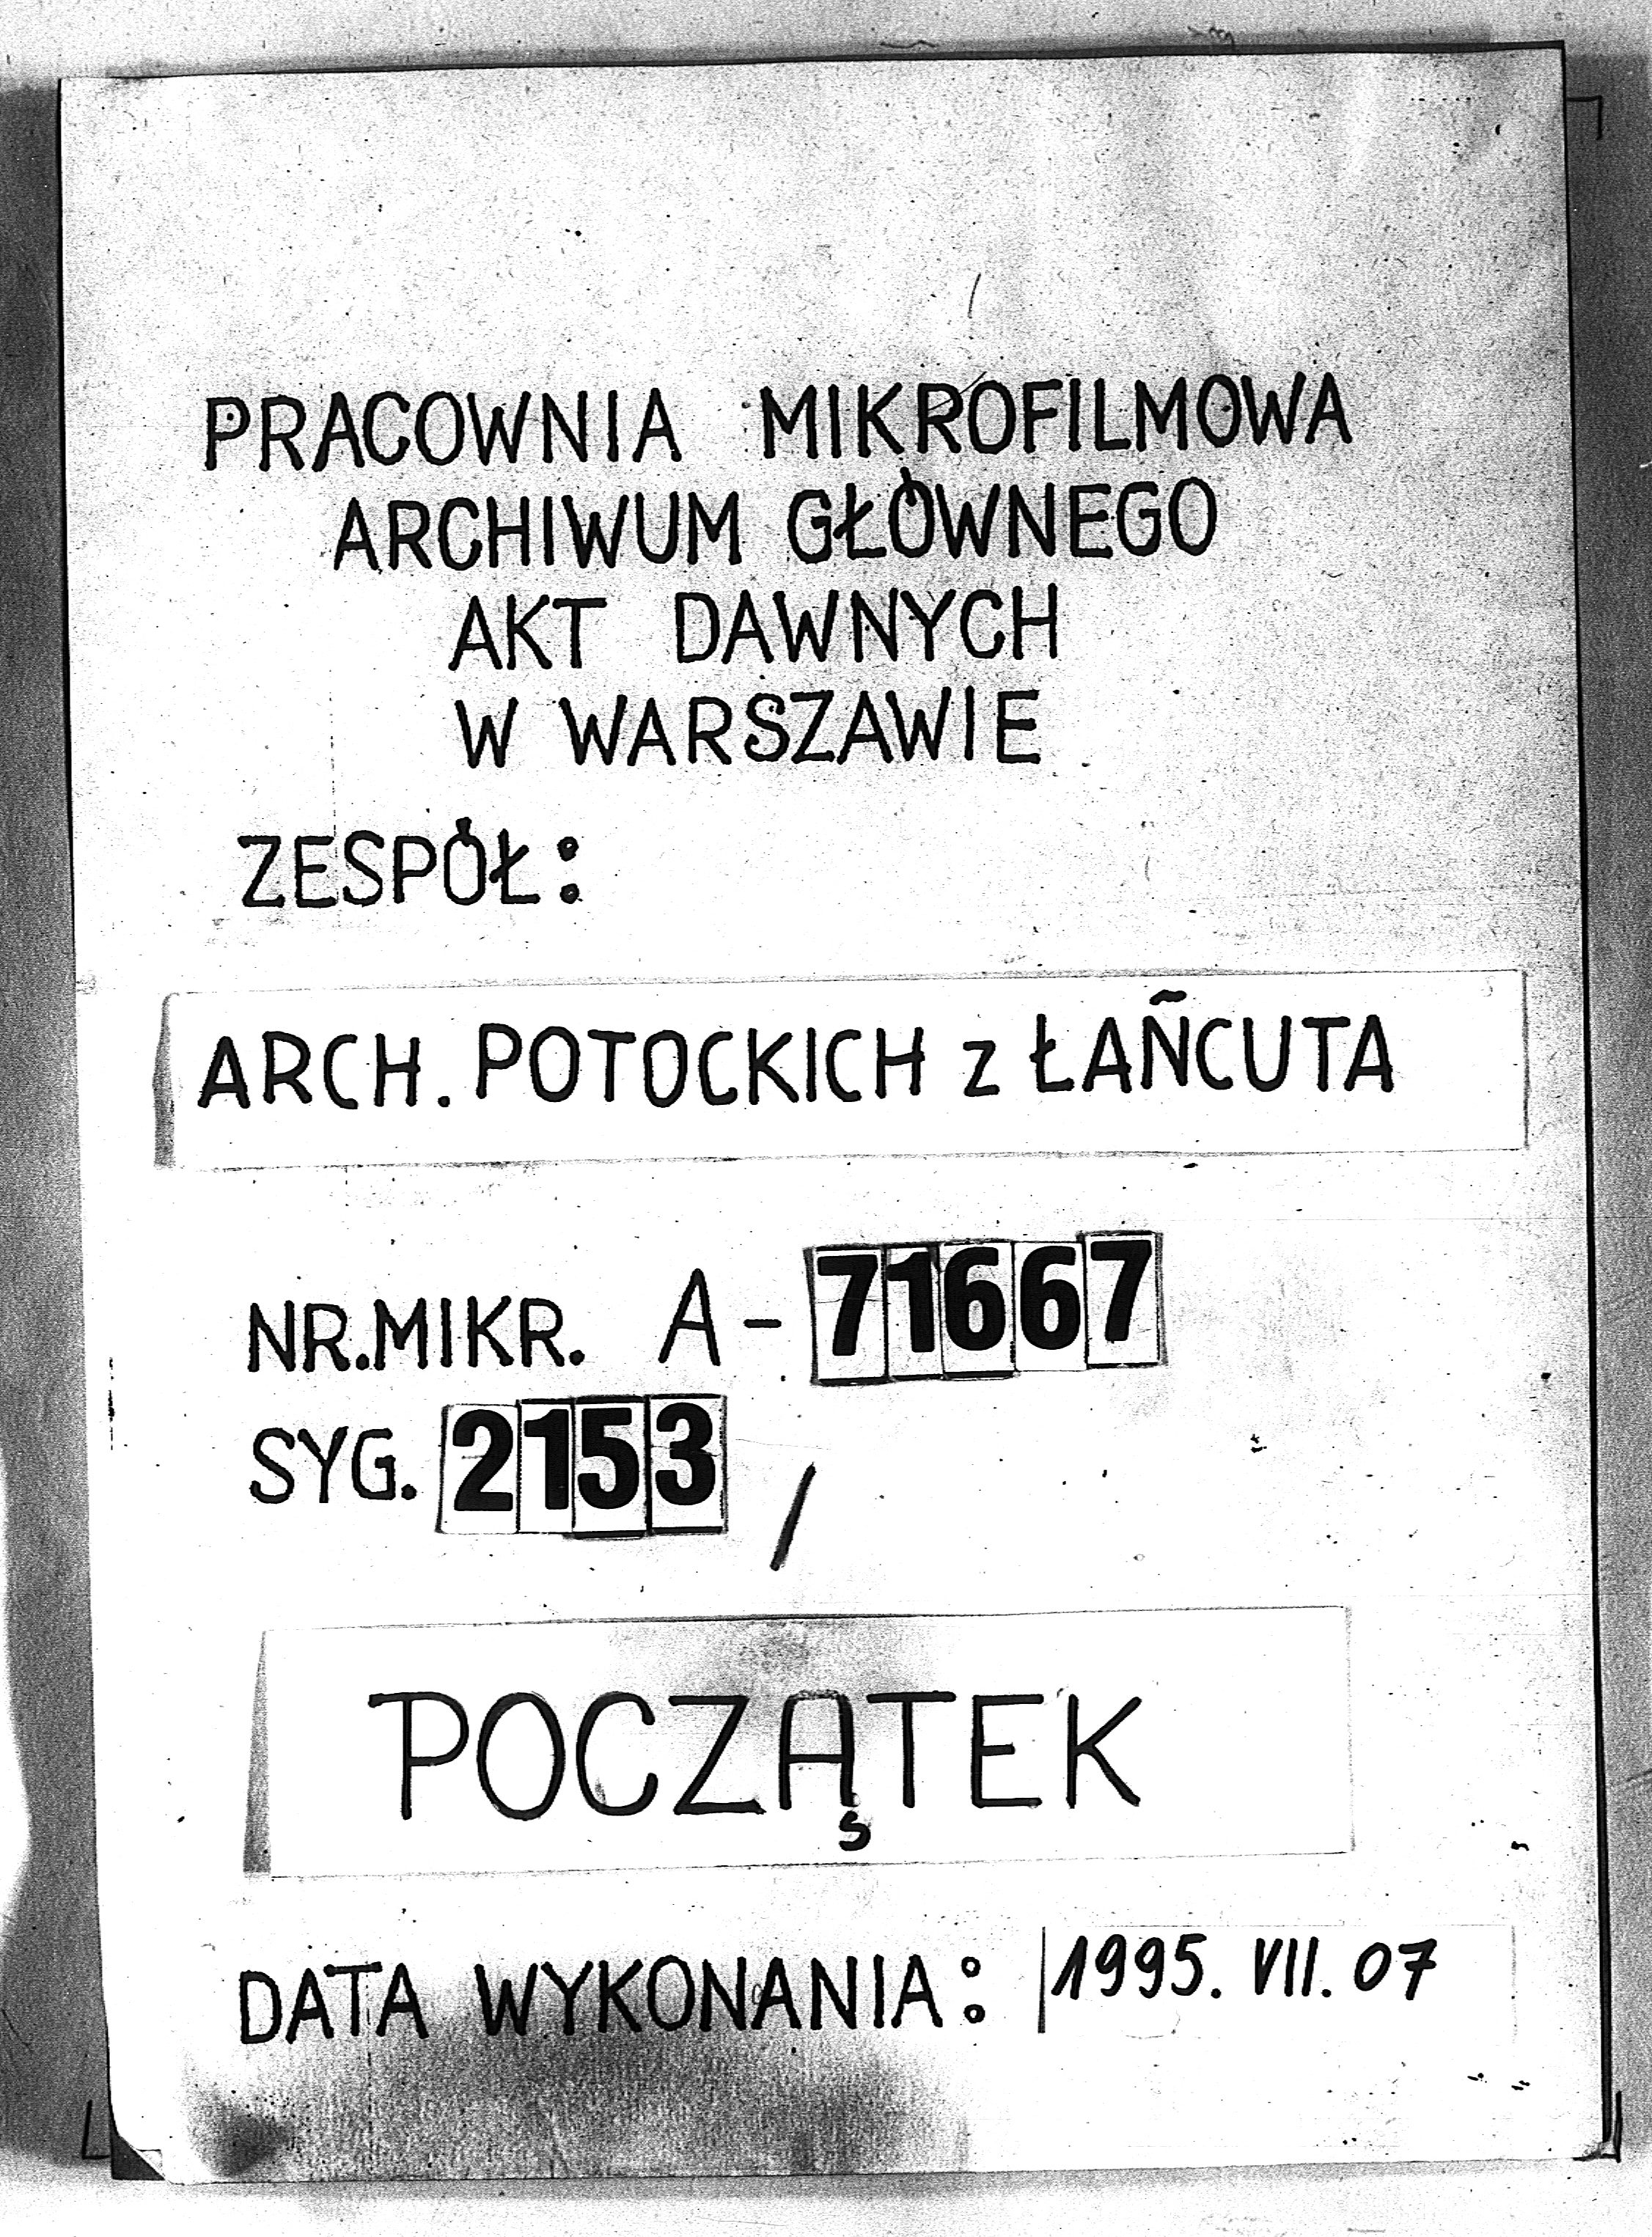 PRACOWNIA MIKROFILMOWA
ARCHIWUM GŁÓWNEGO
AKT DAWNYCH
W WARSZAWIE
ZESPÓŁ:
ARCH. POTOCKICH z ŁAŃCUTA
NR.MIKR. A-71667
SYG. 2153 /
POCZĄTEK
DATA WYKONANIA: 1995. VII. 07